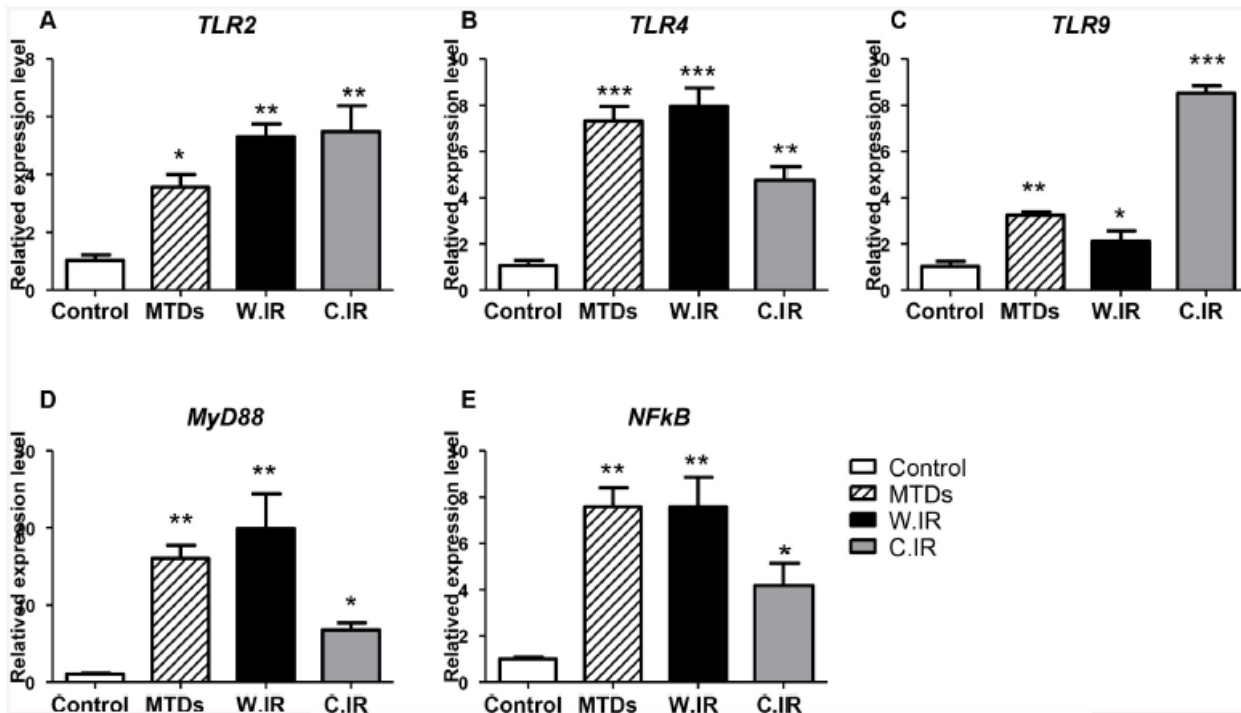 A TLR2
Relatived expression level
8
6
4
2
0
* ** **
Control MTDs W.IR C.IR
B TLR4
Relatived expression level
10
8
6
4
2
0
*** *** **
Control MTDs W.IR C.IR
C TLR9
Relatived expression level
10
8
6
4
2
0
** * ***
Control MTDs W.IR C.IR
D MyD88
Relatived expression level
30
20
10
0
** ** *
Control MTDs W.IR C.IR
E NFkB
Relatived expression level
10
8
6
4
2
0
** ** *
Control MTDs W.IR C.IR
Control
MTDs
W.IR
C.IR